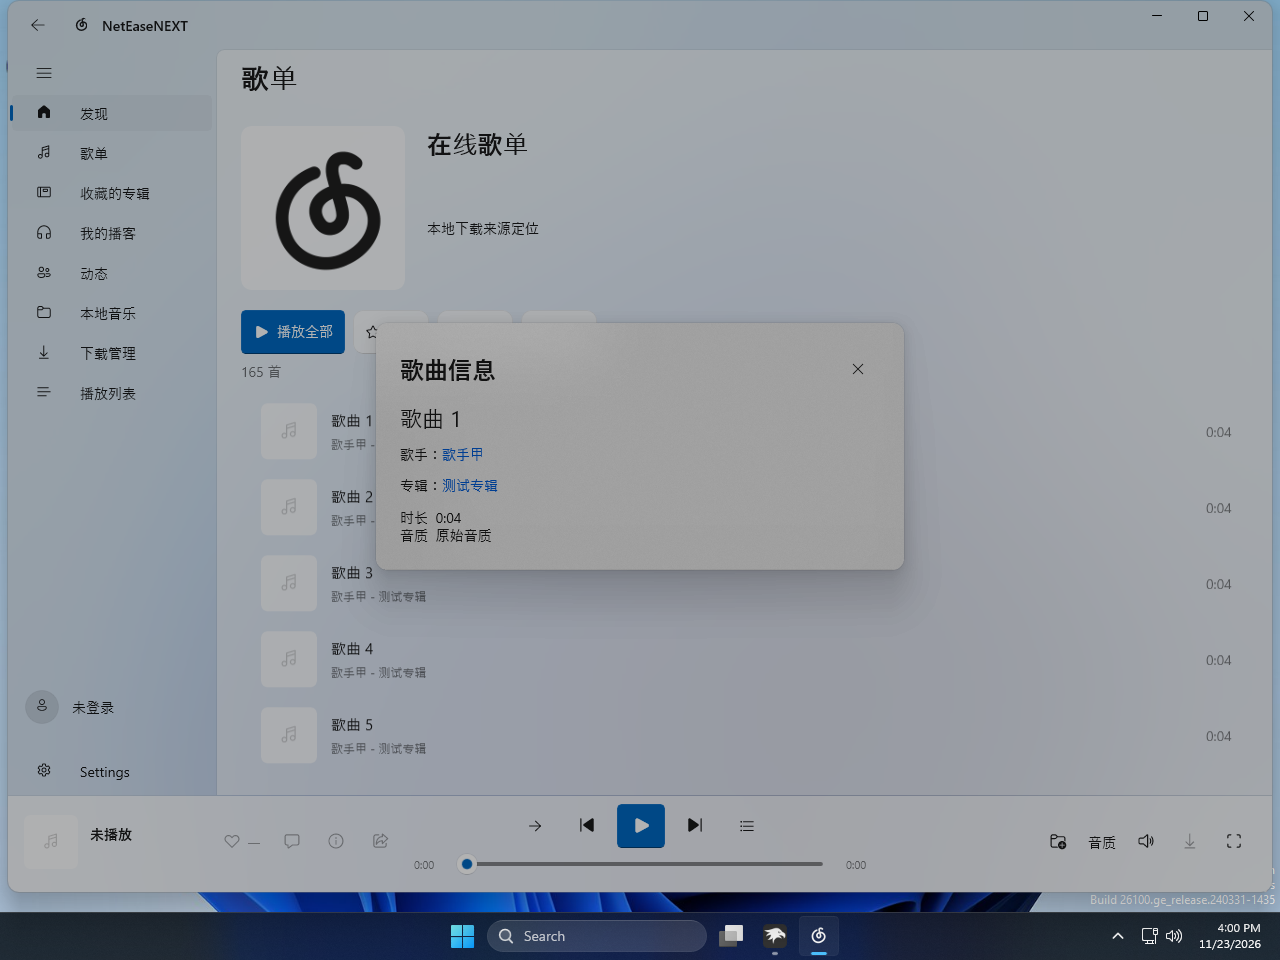 NetEaseNEXT
发现
歌单
收藏的专辑
我的播客
动态
本地音乐
下载管理
播放列表
未登录
Settings
歌单
在线歌单
本地下载来源定位
播放全部
165 首
歌曲 1
歌手甲 -
0:04
歌曲 2
歌手甲 -
0:04
歌曲 3
歌手甲 - 测试专辑
0:04
歌曲 4
歌手甲 - 测试专辑
0:04
歌曲 5
歌手甲 - 测试专辑
0:04
歌曲信息
歌曲 1
歌手：歌手甲
专辑：测试专辑
时长 0:04
音质 原始音质
未播放
0:00
0:00
音质
Build 26100.ge_release.240331-1435
Search
4:00 PM
11/23/2026